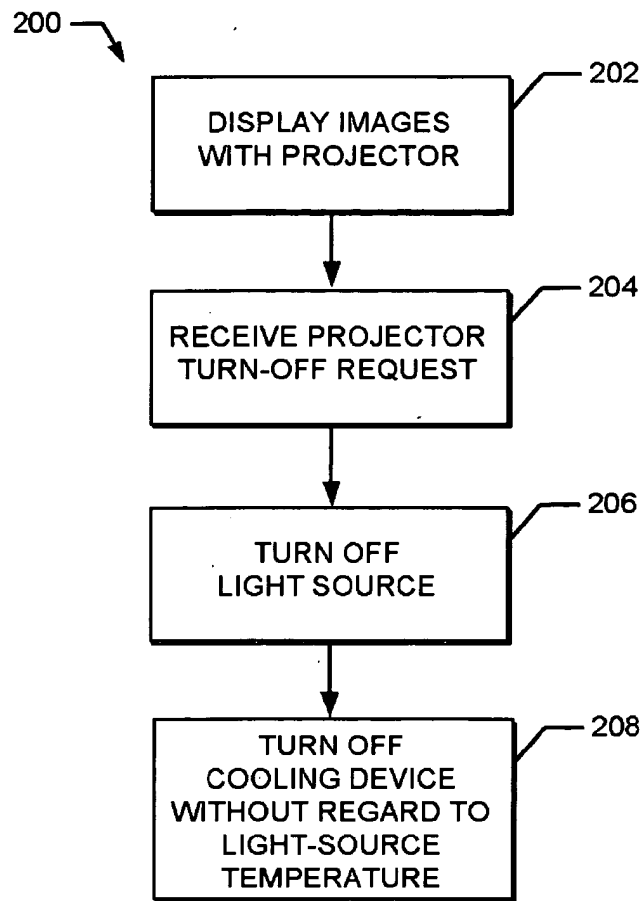 200
202
DISPLAY IMAGES
WITH PROJECTOR
204
RECEIVE PROJECTOR
TURN-OFF REQUEST
206
TURN OFF
LIGHT SOURCE
208
TURN OFF
COOLING DEVICE
WITHOUT REGARD TO
LIGHT-SOURCE
TEMPERATURE